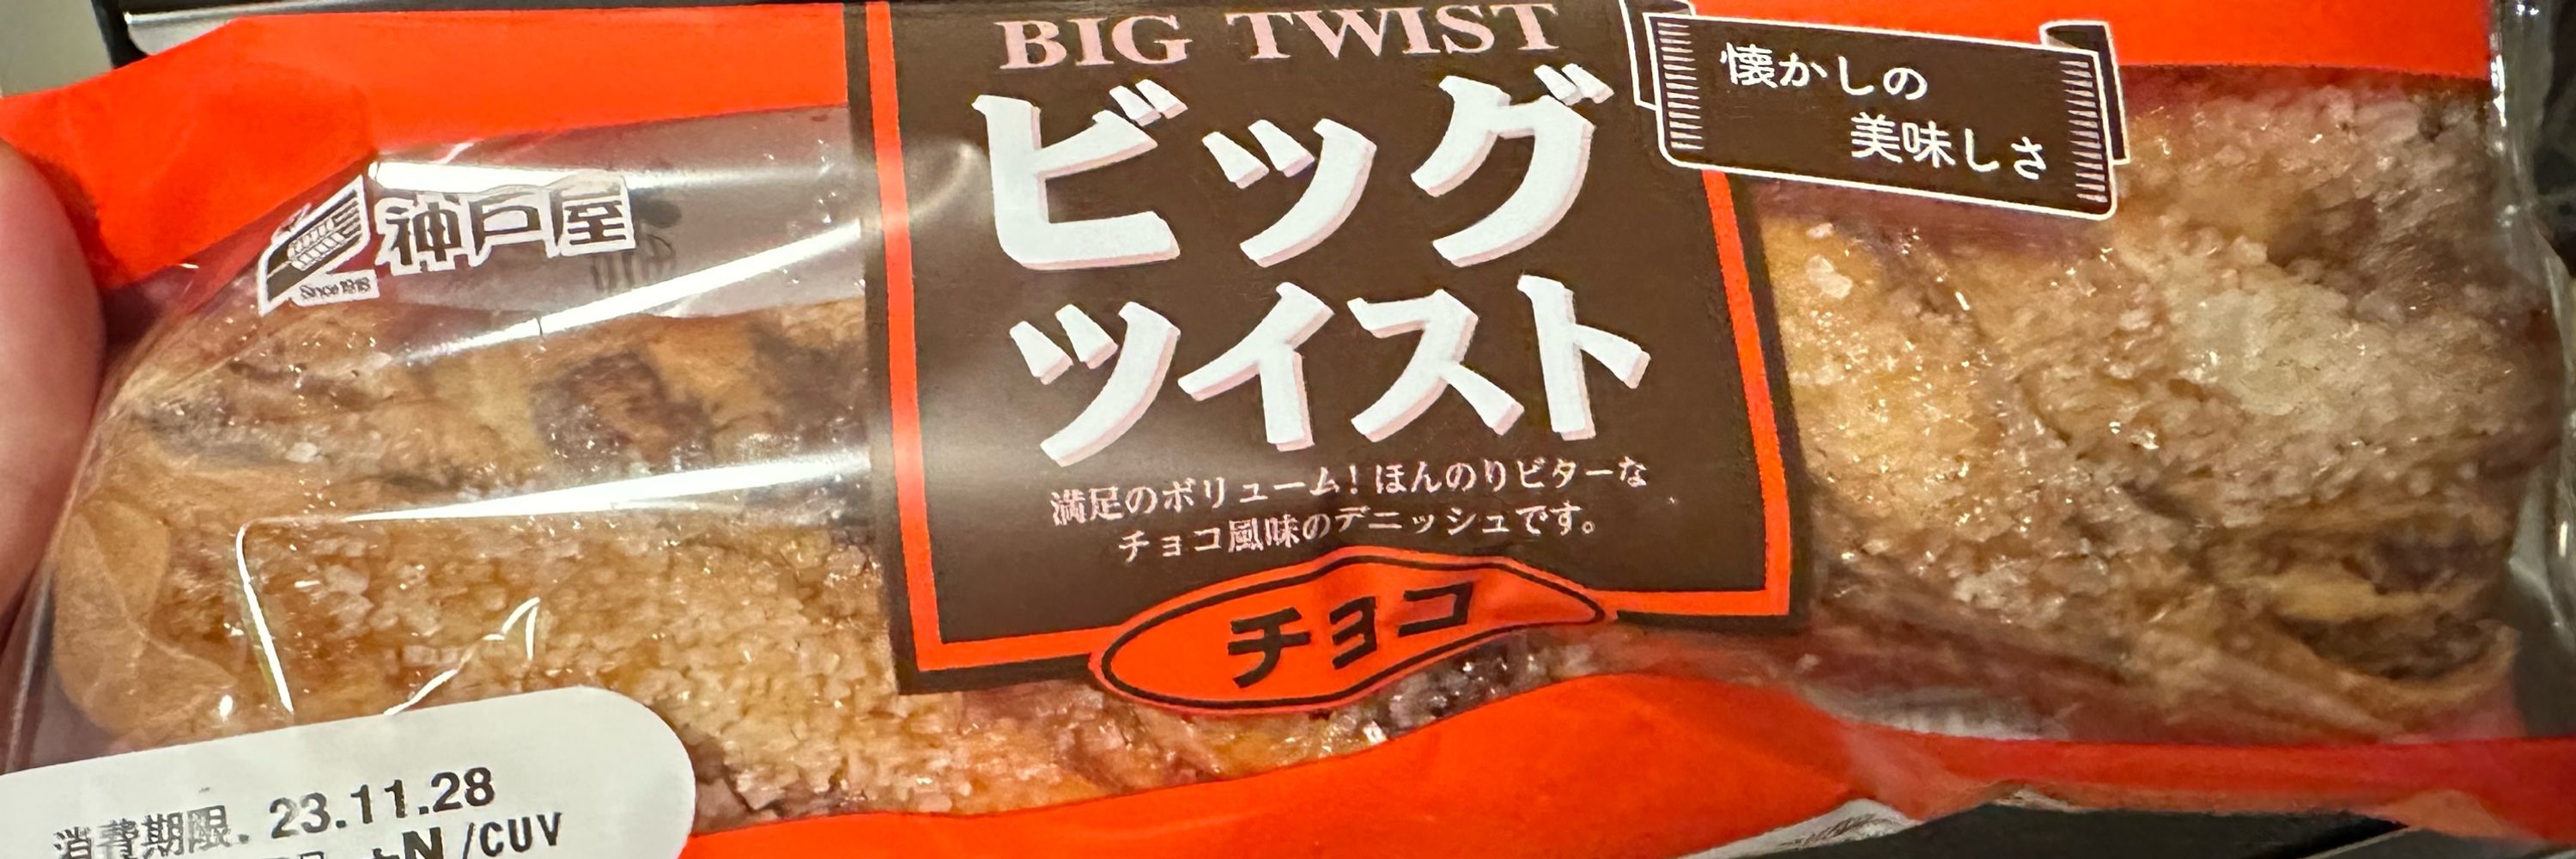 BIG TWIST
ビッグ
ツイスト
懐かしの
美味しさ
神戸屋
Since 1918
満足のボリューム!ほんのりビターな
チョコ風味のデニッシュです。
チョコ
消費期限. 23.11.28
+N /CUV